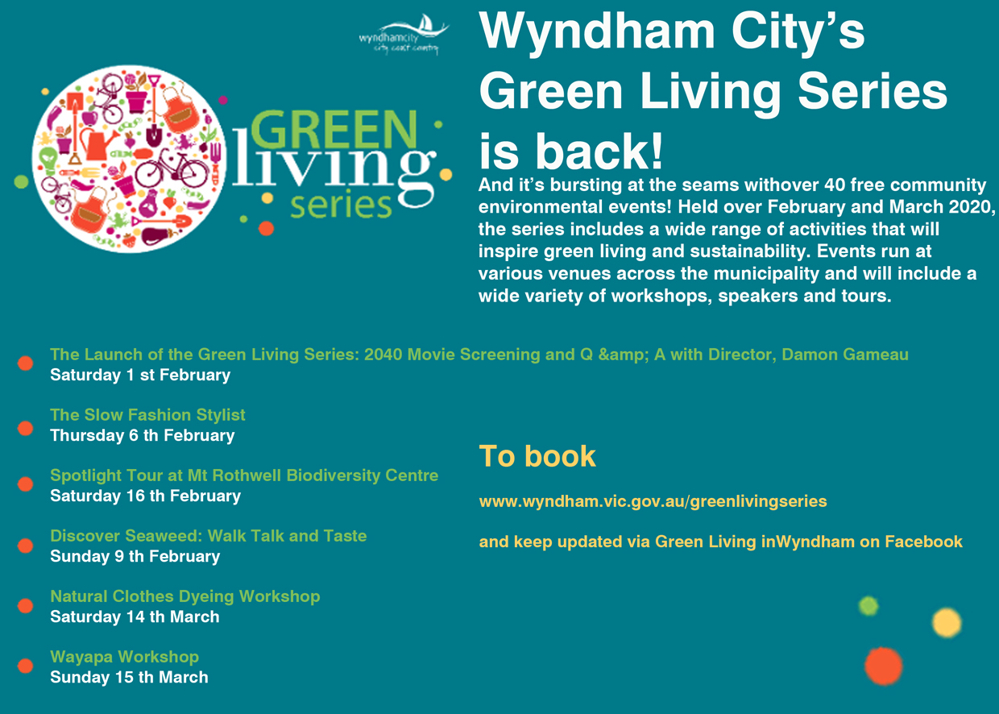 wyndhamcity
city. coast. country
GREEN
living
series
Wyndham City’s
Green Living Series
is back!
And it’s bursting at the seams withover 40 free community
environmental events! Held over February and March 2020,
the series includes a wide range of activities that will
inspire green living and sustainability. Events run at
various venues across the municipality and will include a
wide variety of workshops, speakers and tours.
The Launch of the Green Living Series: 2040 Movie Screening and Q &amp; A with Director, Damon Gameau
Saturday 1 st February
The Slow Fashion Stylist
Thursday 6 th February
Spotlight Tour at Mt Rothwell Biodiversity Centre
Saturday 16 th February
Discover Seaweed: Walk Talk and Taste
Sunday 9 th February
Natural Clothes Dyeing Workshop
Saturday 14 th March
Wayapa Workshop
Sunday 15 th March
To book
www.wyndham.vic.gov.au/greenlivingseries
and keep updated via Green Living inWyndham on Facebook